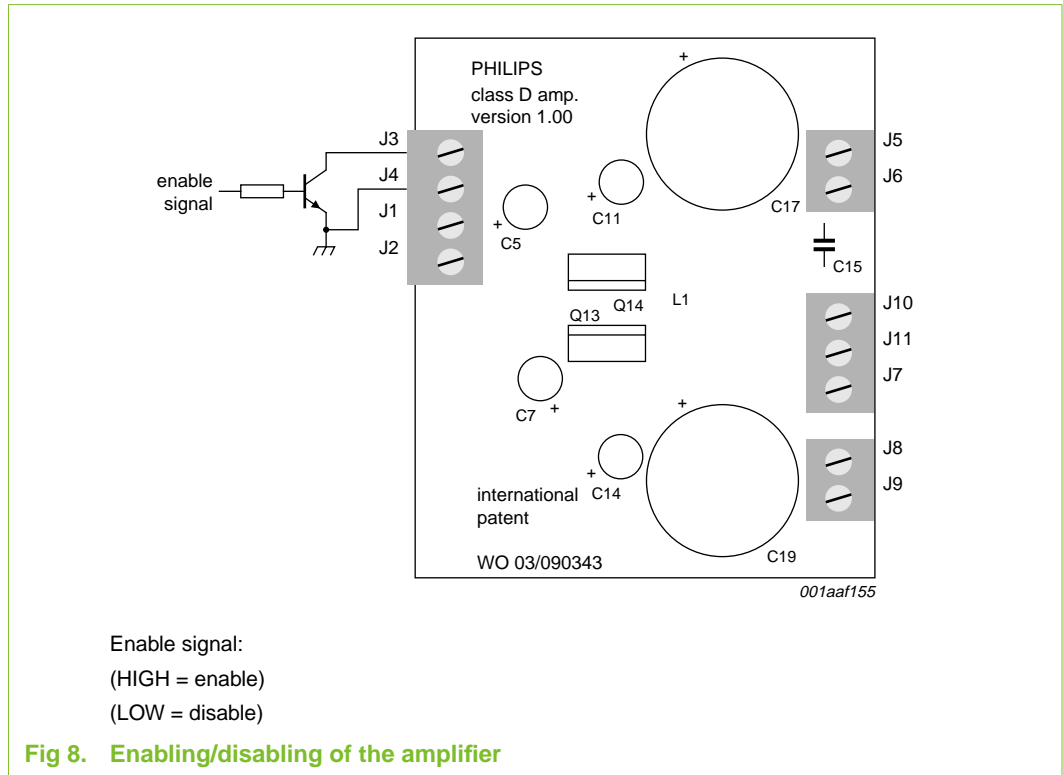 PHILIPS
class D amp.
version 1.00
J3
J4
J1
J2
enable
signal
+
C17
J5
J6
+
C11
+
C5
C15
Q14
L1
Q13
J10
J11
J7
C7
+
+
C19
J8
J9
+
C14
international
patent
WO 03/090343
001aaf155
Enable signal:
(HIGH = enable)
(LOW = disable)
Fig 8. Enabling/disabling of the amplifier